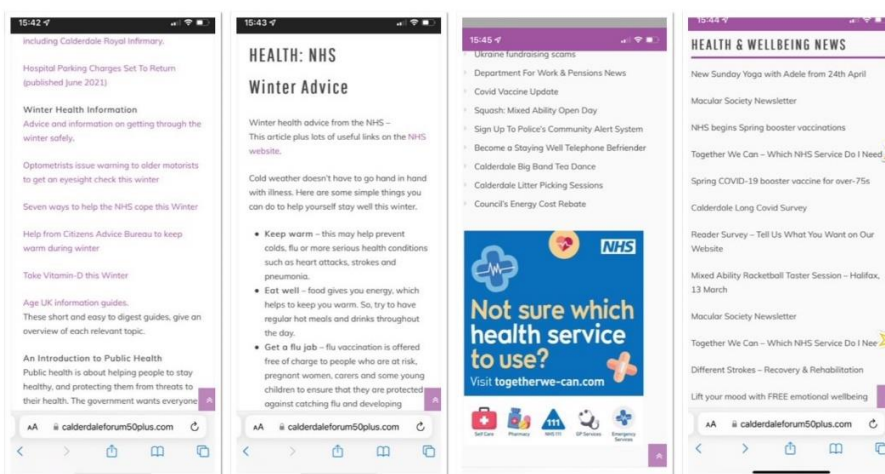 15:42
including Calderdale Royal Infirmary.
Hospital Parking Charges Set To Return
(published June 2021)
Winter Health Information
Advice and information on getting through the
winter safely.
Optometrists issue warning to older motorists
to get an eyesight check this winter
Seven ways to help the NHS cope this Winter
Help from Citizens Advice Bureau to keep
warm during winter
Take Vitamin-D this Winter
Age UK information guides.
These short and easy to digest guides, give an
overview of each relevant topic.
An Introduction to Public Health
Public health is about helping people to stay
healthy, and protecting them from threats to
their health. The government wants everyone
AA calderdaleforum50plus.com
15:43
HEALTH: NHS
Winter Advice
Winter health advice from the NHS –
This article plus lots of useful links on the NHS
website.
Cold weather doesn't have to go hand in hand
with illness. Here are some simple things you
can do to help yourself stay well this winter.
Keep warm – this may help prevent
colds, flu or more serious health conditions
such as heart attacks, strokes and
pneumonia.
Eat well – food gives you energy, which
helps to keep you warm. So, try to have
regular hot meals and drinks throughout
the day.
Get a flu jab – flu vaccination is offered
free of charge to people who are at risk,
pregnant women, carers and some young
children to ensure that they are protected
against catching flu and developing
AA calderdaleforum50plus.com
15:45
Ukraine fundraising scams
Department For Work & Pensions News
Covid Vaccine Update
Squash: Mixed Ability Open Day
Sign Up To Police's Community Alert System
Become a Staying Well Telephone Befriender
Calderdale Big Band Tea Dance
Calderdale Litter Picking Sessions
Council's Energy Cost Rebate
NHS
Not sure which
health service
to use?
Visit togetherwe-can.com
111
Self Care
Pharmacy
NHS 111
GP Services
Emergency
Services
15:44
HEALTH & WELLBEING NEWS
New Sunday Yoga with Adele from 24th April
Macular Society Newsletter
NHS begins Spring booster vaccinations
Together We Can – Which NHS Service Do I Need
Spring COVID-19 booster vaccine for over-75s
Calderdale Long Covid Survey
Reader Survey – Tell Us What You Want on Our
Website
Mixed Ability Racketball Taster Session – Halifax,
13 March
Macular Society Newsletter
Together We Can – Which NHS Service Do I Nee
Different Strokes – Recovery & Rehabilitation
Lift your mood with FREE emotional wellbeing
AA calderdaleforum50plus.com